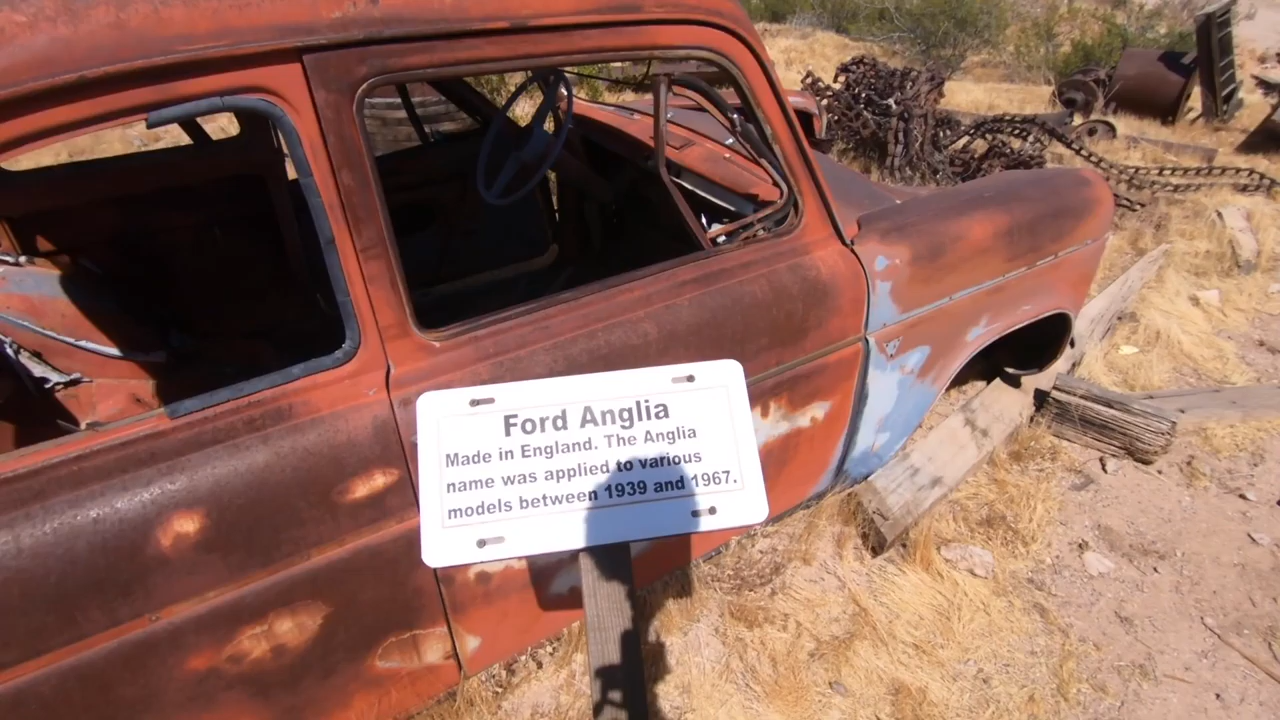 Ford Anglia
Made in England. The Anglia
name was applied to various
models between 1939 and 1967.